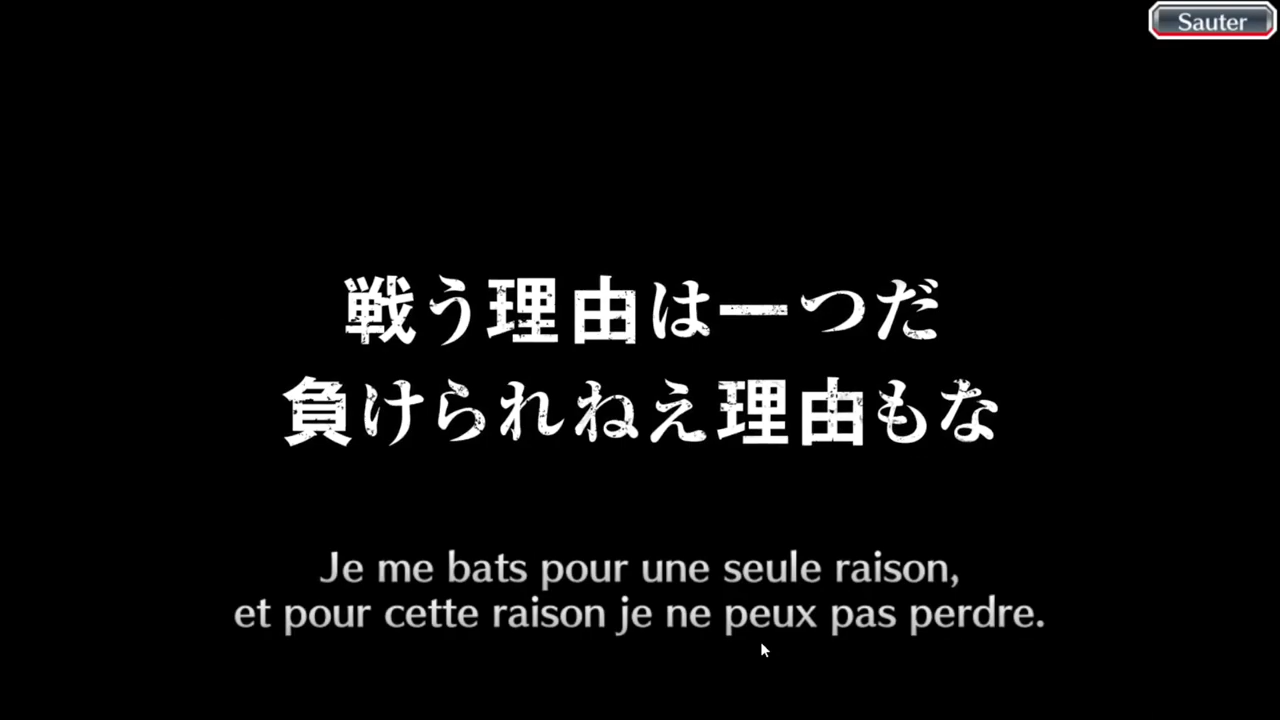 Sauter
戦う理由は一つだ
負けられねえ理由もな
Je me bats pour une seule raison,
et pour cette raison je ne peux pas perdre.